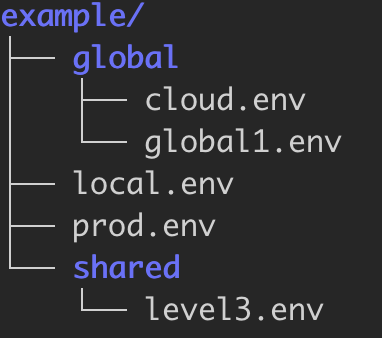 example/
global
cloud.env
global1.env
local.env
prod.env
shared
level3.env